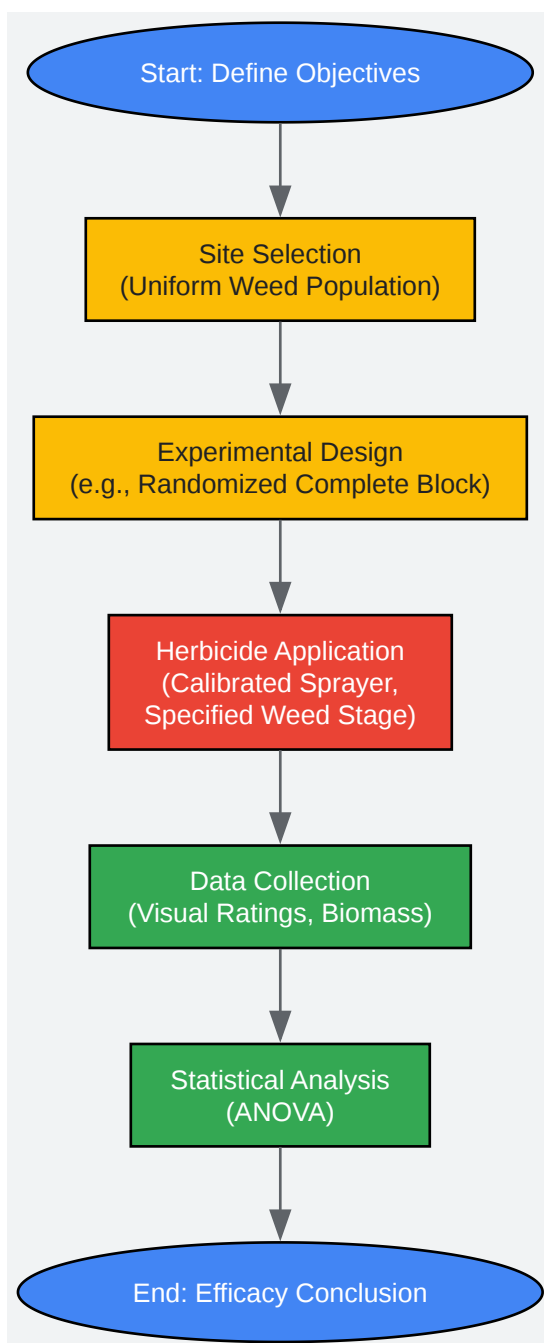 Start: Define Objectives
Site Selection
(Uniform Weed Population)
Experimental Design
(e.g., Randomized Complete Block)
Herbicide Application
(Calibrated Sprayer,
Specified Weed Stage)
Data Collection
(Visual Ratings, Biomass)
Statistical Analysis
(ANOVA)
End: Efficacy Conclusion